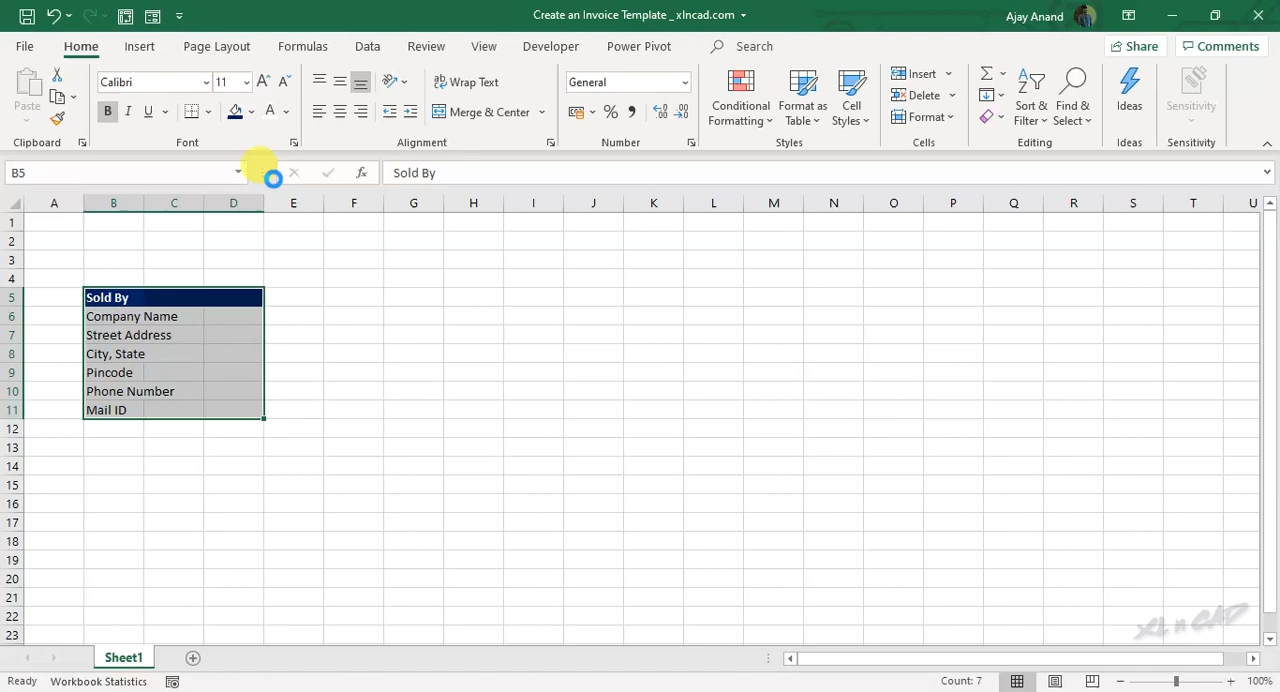 Create an Invoice Template _ xlncad.com
Ajay Anand
File Home Insert Page Layout Formulas Data Review View Developer Power Pivot Search Share Comments
Paste
Clipboard
Calibri 11
B I U
Font
Wrap Text
Merge & Center
Alignment
General
Number
Conditional Formatting
Format as Table
Cell Styles
Styles
Insert
Delete
Format
Cells
Sort & Filter
Find & Select
Editing
Ideas
Ideas
Sensitivity
Sensitivity
B5 fx Sold By
A B C D E F G H I J K L M N O P Q R S T U
1
2
3
4
5 Sold By
6 Company Name
7 Street Address
8 City, State
9 Pincode
10 Phone Number
11 Mail ID
12
13
14
15
16
17
18
19
20
21
22
23
XL n CAD
Sheet1
Ready Workbook Statistics Count: 7 100%